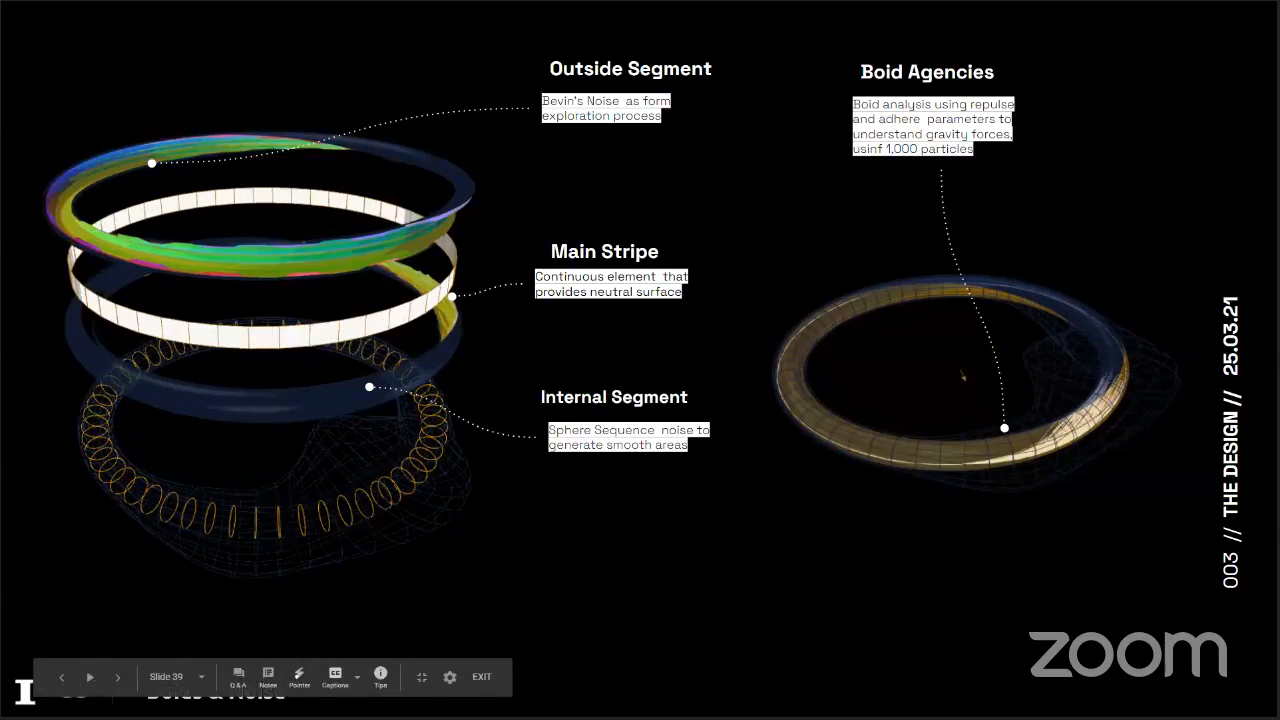 Outside Segment
Bevin's Noise as form
exploration process
Boid Agencies
Boid analysis using repulse
and adhere parameters to
understand gravity forces,
usinf 1,000 particles
Main Stripe
Continuous element that
provides neutral surface
Internal Segment
Sphere Sequence noise to
generate smooth areas
003 // THE DESIGN // 25.03.21
zoom
Slide 39
Q & A
Notes
Pointer
Captions
Tips
EXIT
I